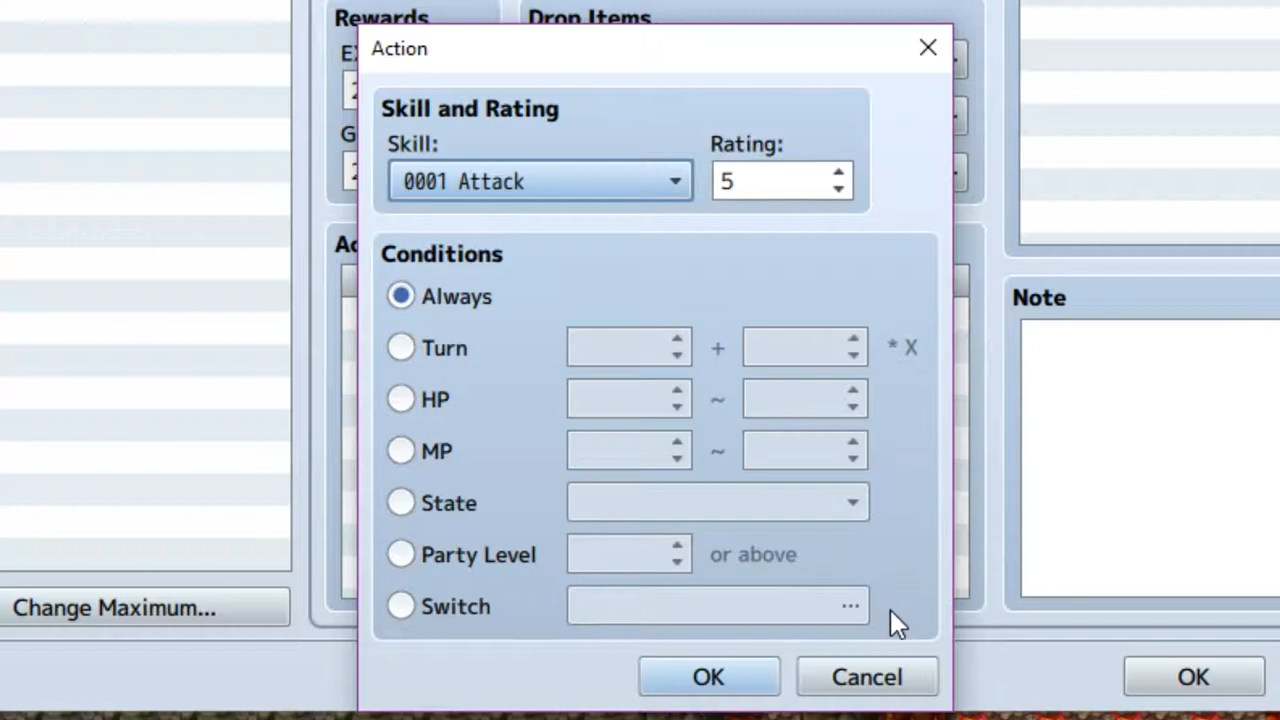 Rewards
Drop Items
Action
Skill and Rating
Skill:
Rating:
0001 Attack
5
Conditions
Always
Turn
+
* X
HP
~
MP
~
State
Party Level
or above
Switch
...
OK
Cancel
Note
Change Maximum...
OK